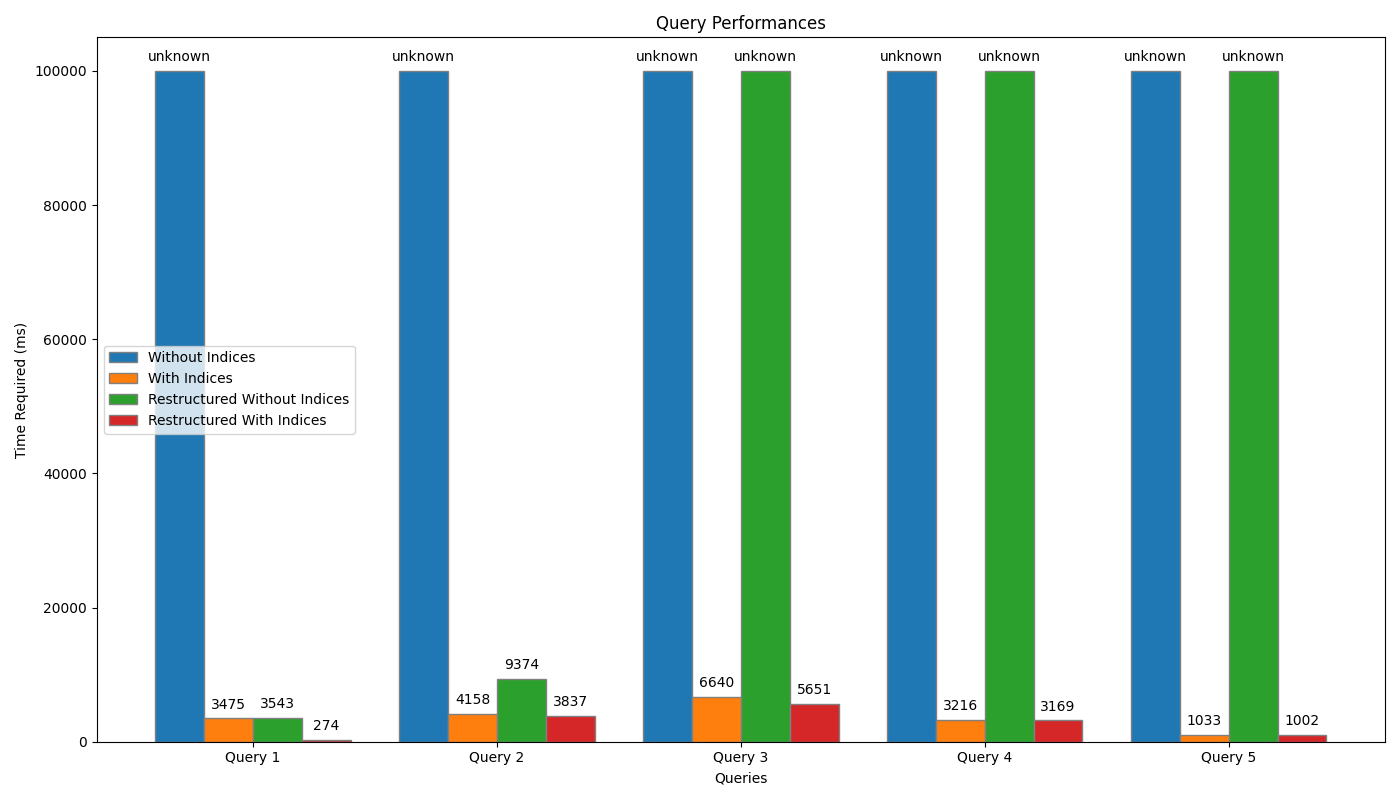 Query Performances
unknown unknown unknown unknown unknown unknown unknown unknown
100000
80000
60000
40000
20000
0
Time Required (ms)
Without Indices
With Indices
Restructured Without Indices
Restructured With Indices
3475 3543 274 4158 9374 3837 6640 5651 3216 3169 1033 1002
Query 1 Query 2 Query 3 Query 4 Query 5
Queries